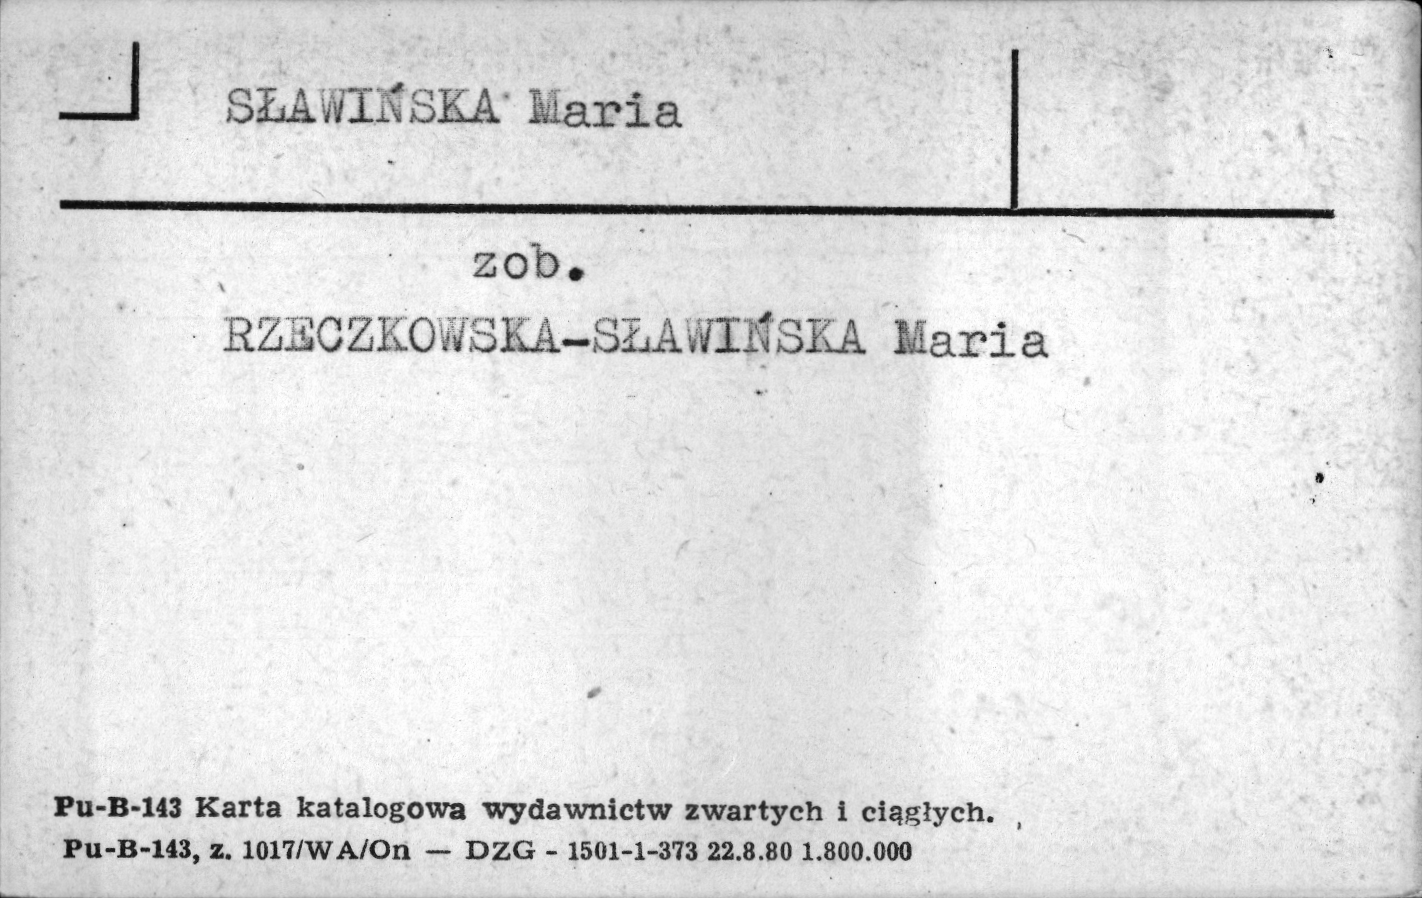 SŁAWIŃSKA Maria
zob.
RZECZKOWSKA-SŁAWIŃSKA Maria
Pu-B-143 Karta katalogowa wydawnictw zwartych i ciągłych.
Pu-B-143, z. 1017/WA/On — DZG - 1501-1-373 22.8.80 1.800.000